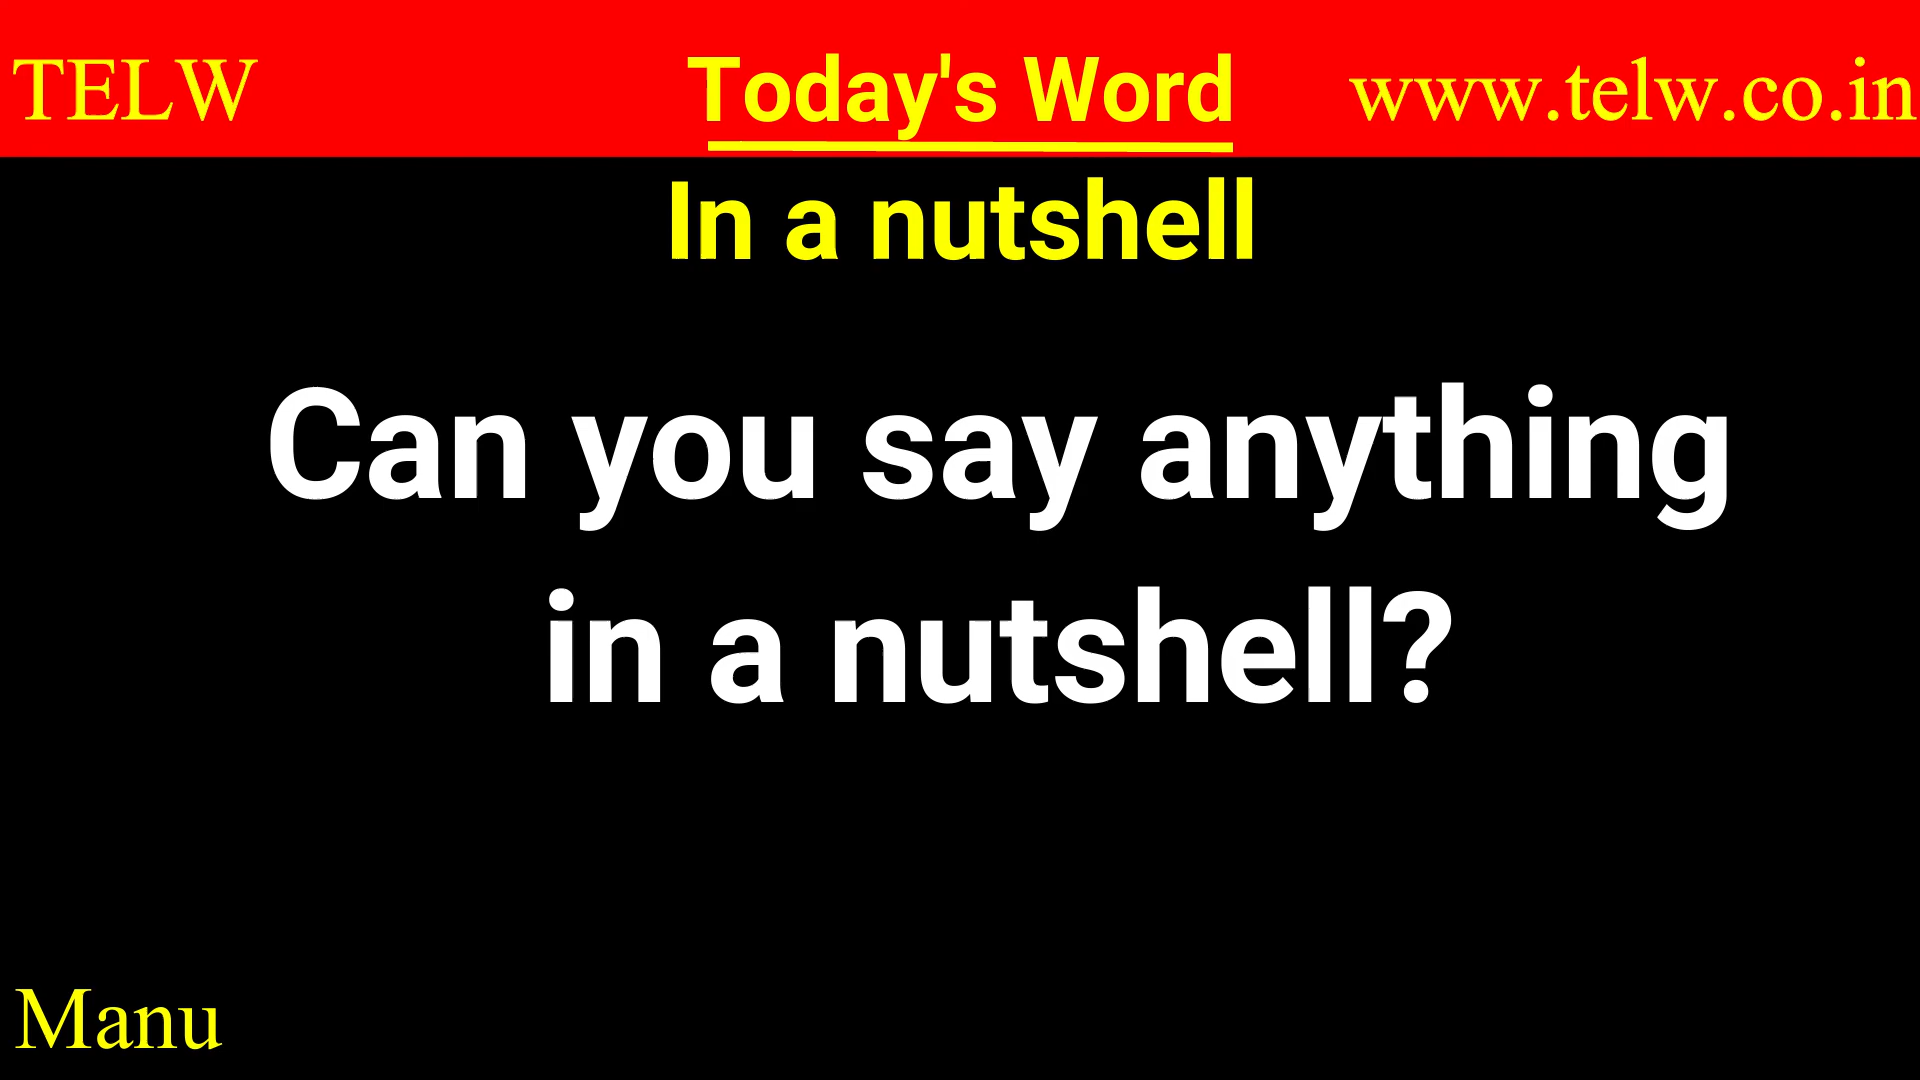 TELW
Today's Word
www.telw.co.in
In a nutshell
Can you say anything
in a nutshell?
Manu